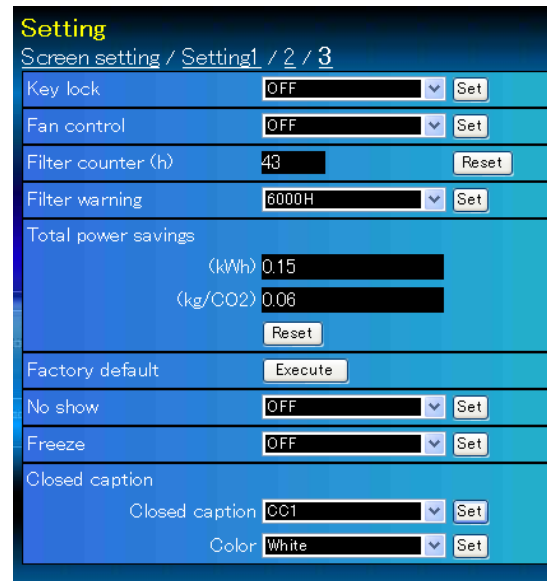 Setting
Screen setting / Setting1 / 2 / 3
Key lock OFF Set
Fan control OFF Set
Filter counter (h) 43 Reset
Filter warning 6000H Set
Total power savings
(kWh) 0.15
(kg/CO2) 0.06
Reset
Factory default Execute
No show OFF Set
Freeze OFF Set
Closed caption
Closed caption CC1 Set
Color White Set